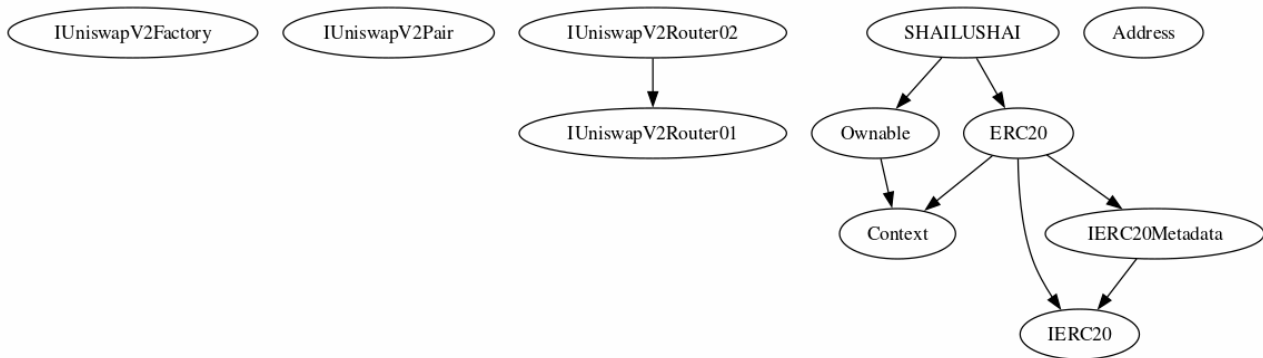 IUniswapV2Factory
IUniswapV2Pair
IUniswapV2Router02
SHAILUSHAI
Address
IUniswapV2Router01
Ownable
ERC20
Context
IERC20Metadata
IERC20